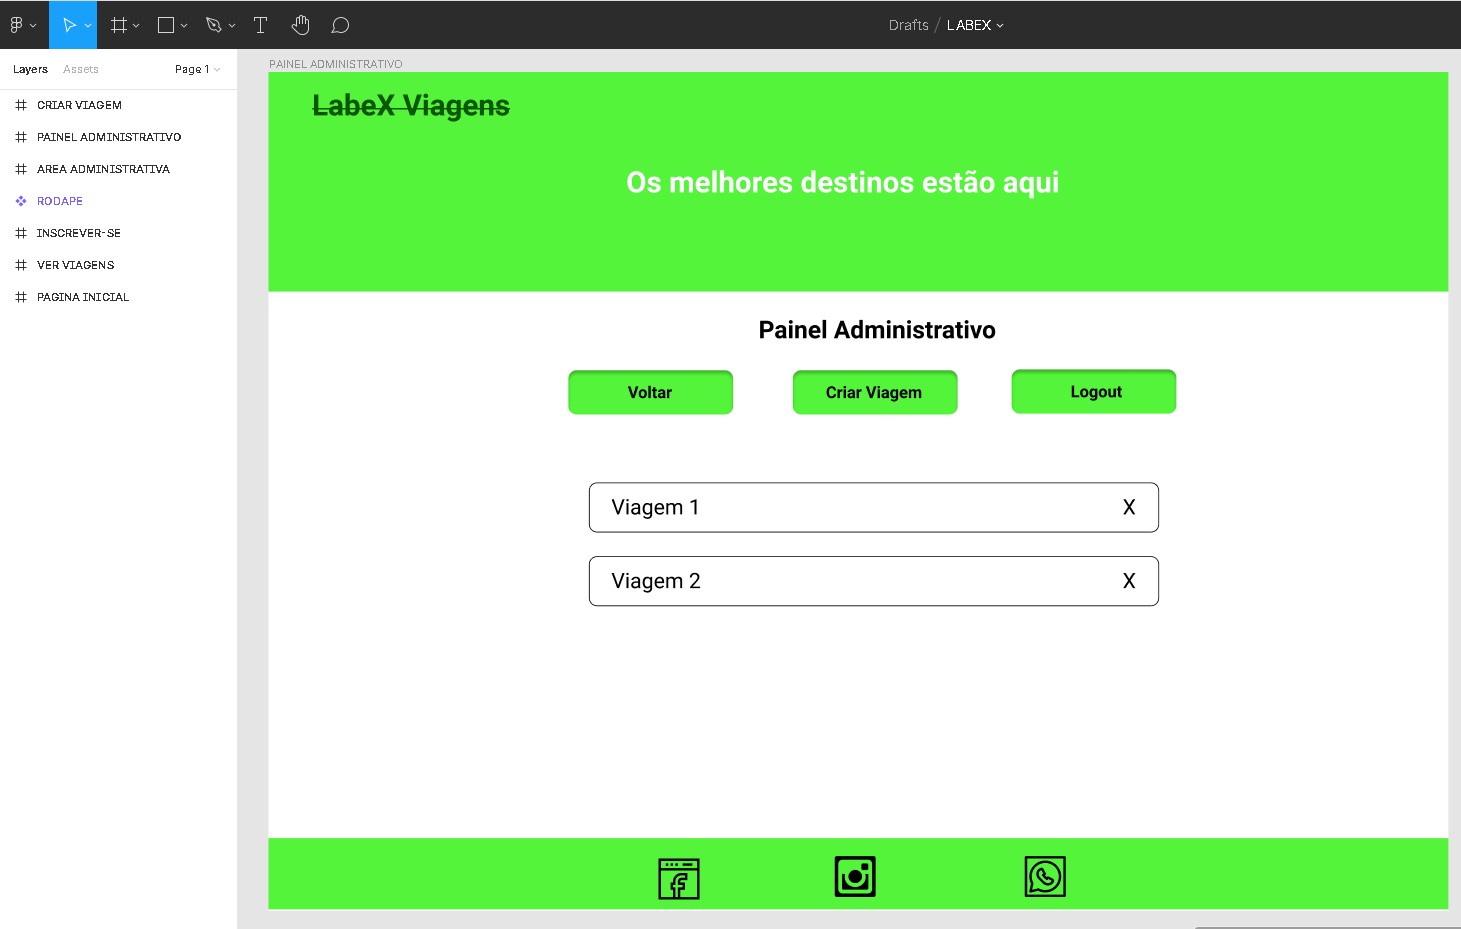 Drafts / LABEX
Layers Assets Page 1
CRIAR VIAGEM
PAINEL ADMINISTRATIVO
AREA ADMINISTRATIVA
RODAPE
INSCREVER-SE
VER VIAGENS
PAGINA INICIAL
PAINEL ADMINISTRATIVO
LabeX Viagens
Os melhores destinos estão aqui
Painel Administrativo
Voltar Criar Viagem Logout
Viagem 1 X
Viagem 2 X